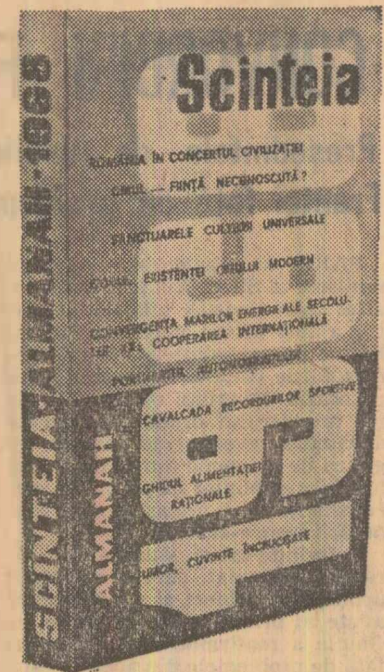 SCINTEIA • ALMANAH • 1968
Scinteia
ROMÂNIA ÎN CONCERTUL CIVILIZAȚIEI
OMUL — FIINȚĂ NECUNOSCUTĂ ?
SANCTUARELE CULTURII UNIVERSALE
EXISTENȚEI OMULUI MODERN
CONVERGENȚA MARILOR ENERGII ALE SECOLU-
LUI XX: COOPERAREA INTERNAȚIONALĂ
AUTOMOBILISTULUI
CAVALCADA RECORDURILOR SPORTIVE
GHIDUL ALIMENTAȚIEI
RAȚIONALE
UMOR, CUVINTE ÎNCRUCIȘATE
ALMANAH